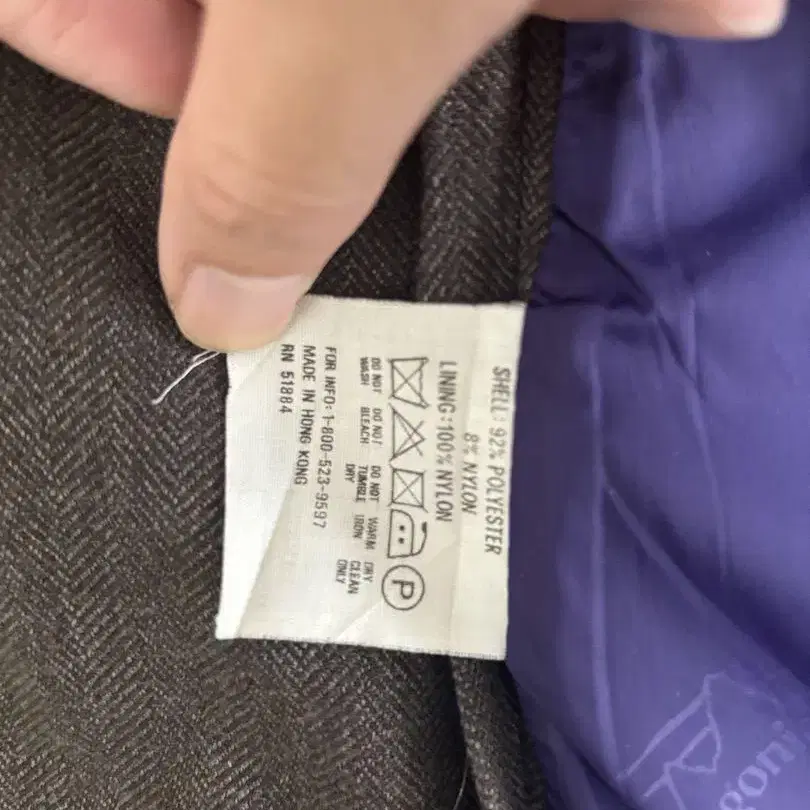 SHELL: 92% POLYESTER
8% NYLON
LINING: 100% NYLON
P
DO NOT WASH
DO NOT BLEACH
DO NOT TUMBLE DRY
WARM IRON
DRY CLEAN ONLY
FOR INFO: 1-800-523-9597
MADE IN HONG KONG
RN 51884